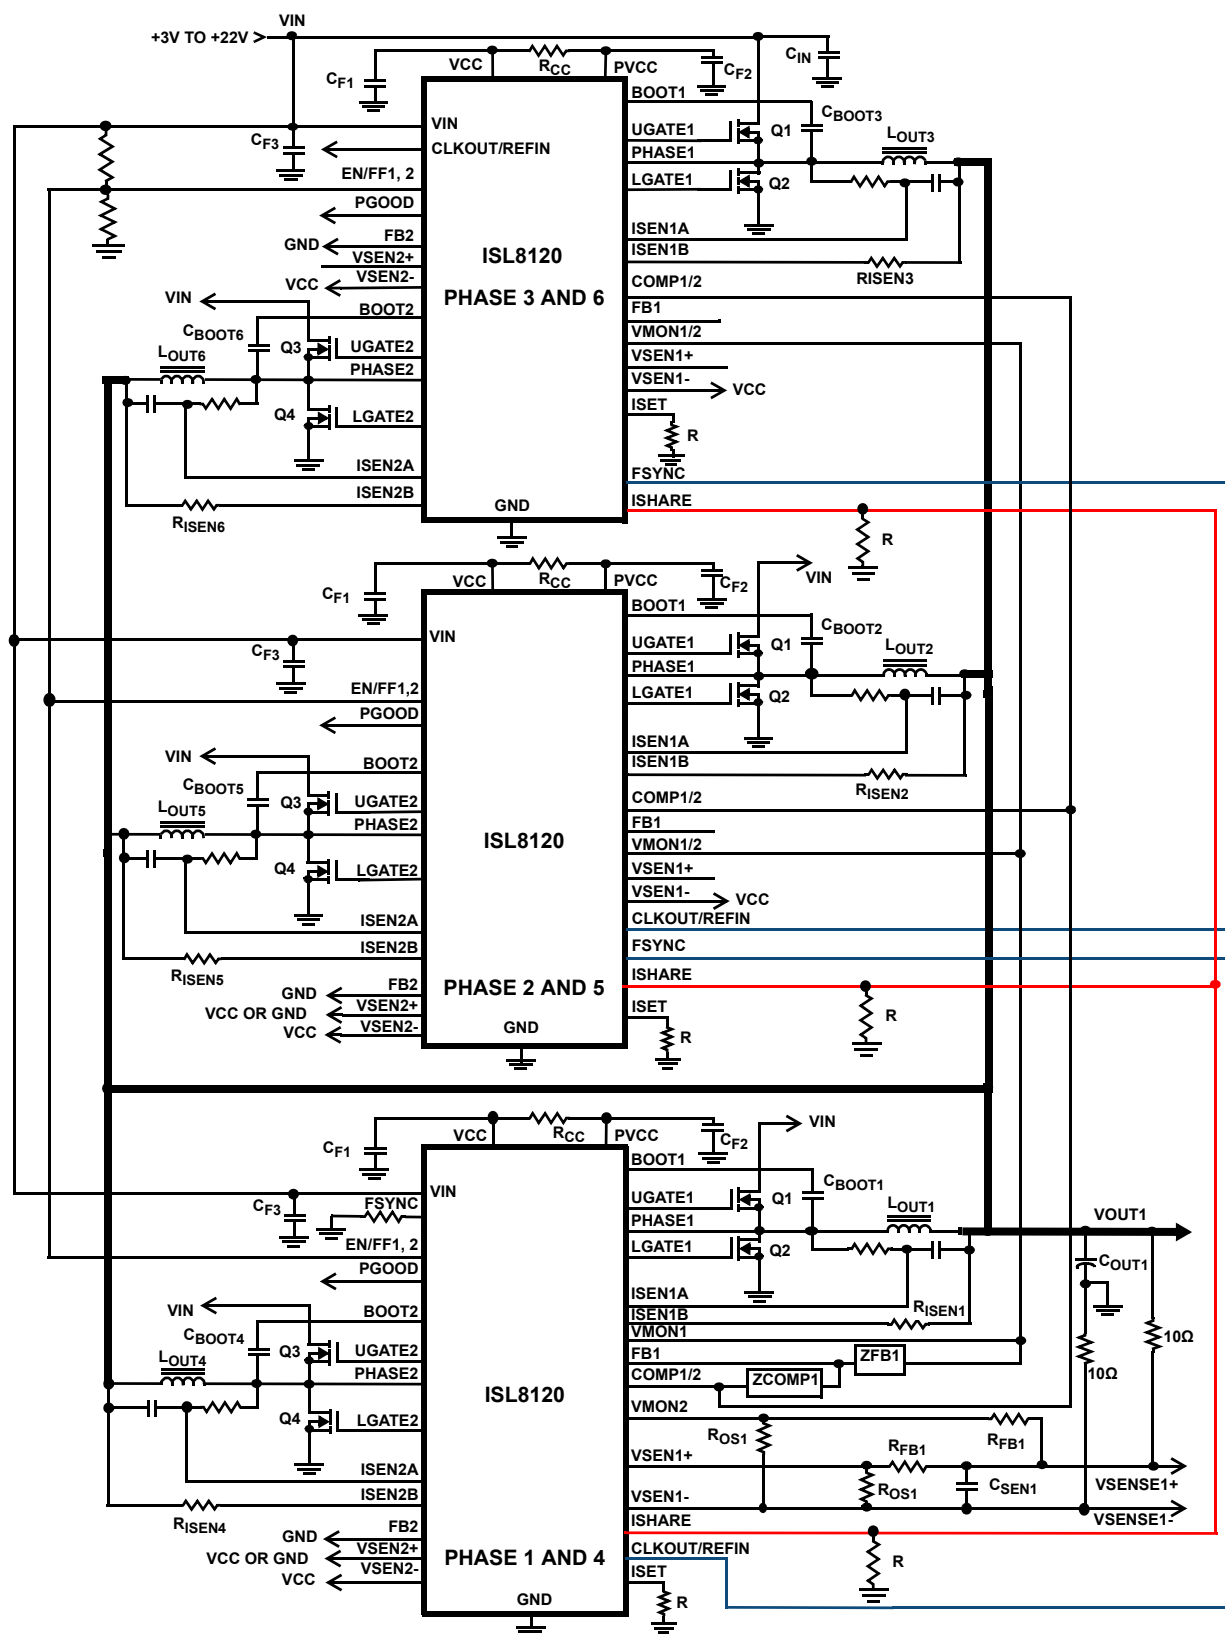 VIN
+3V TO +22V
VCC
RCC
PVCC
CF1
CF2
CIN
BOOT1
CBOOT3
LOUT3
VIN
CF3
CLKOUT/REFIN
UGATE1
Q1
PHASE1
EN/FF1, 2
LGATE1
Q2
PGOOD
ISEN1A
GND
FB2
ISEN1B
VSEN2+
ISL8120
RISEN3
VCC
VSEN2-
COMP1/2
VIN
PHASE 3 AND 6
BOOT2
FB1
CBOOT6
VMON1/2
LOUT6
Q3
UGATE2
VSEN1+
PHASE2
VSEN1-
VCC
ISET
Q4
LGATE2
R
ISEN2A
FSYNC
ISEN2B
ISHARE
GND
RISEN6
R
VCC
RCC
PVCC
CF1
CF2
VIN
BOOT1
CBOOT2
LOUT2
VIN
CF3
UGATE1
Q1
PHASE1
EN/FF1,2
LGATE1
Q2
PGOOD
ISEN1A
VIN
ISEN1B
BOOT2
RISEN2
CBOOT5
COMP1/2
LOUT5
Q3
UGATE2
FB1
PHASE2
ISL8120
VMON1/2
Q4
LGATE2
VSEN1+
VSEN1-
VCC
ISEN2A
CLKOUT/REFIN
ISEN2B
FSYNC
RISEN5
ISHARE
GND
FB2
PHASE 2 AND 5
VCC OR GND
VSEN2+
ISET
R
VCC
VSEN2-
GND
R
VCC
RCC
PVCC
CF1
CF2
VIN
BOOT1
CBOOT1
LOUT1
VIN
CF3
FSYNC
UGATE1
Q1
PHASE1
VOUT1
EN/FF1, 2
LGATE1
Q2
COUT1
PGOOD
ISEN1A
VIN
ISEN1B
RISEN1
BOOT2
VMON1
10Ω
CBOOT4
FB1
ZFB1
LOUT4
Q3
UGATE2
PHASE2
COMP1/2
ZCOMP1
10Ω
ISL8120
VMON2
Q4
LGATE2
ROS1
RFB1
RFB1
VSEN1+
ISEN2A
VSENSE1+
ISEN2B
VSEN1-
ROS1
CSEN1
RISEN4
ISHARE
VSENSE1-
GND
FB2
VCC OR GND
VSEN2+
PHASE 1 AND 4
CLKOUT/REFIN
VCC
VSEN2-
ISET
R
GND
R